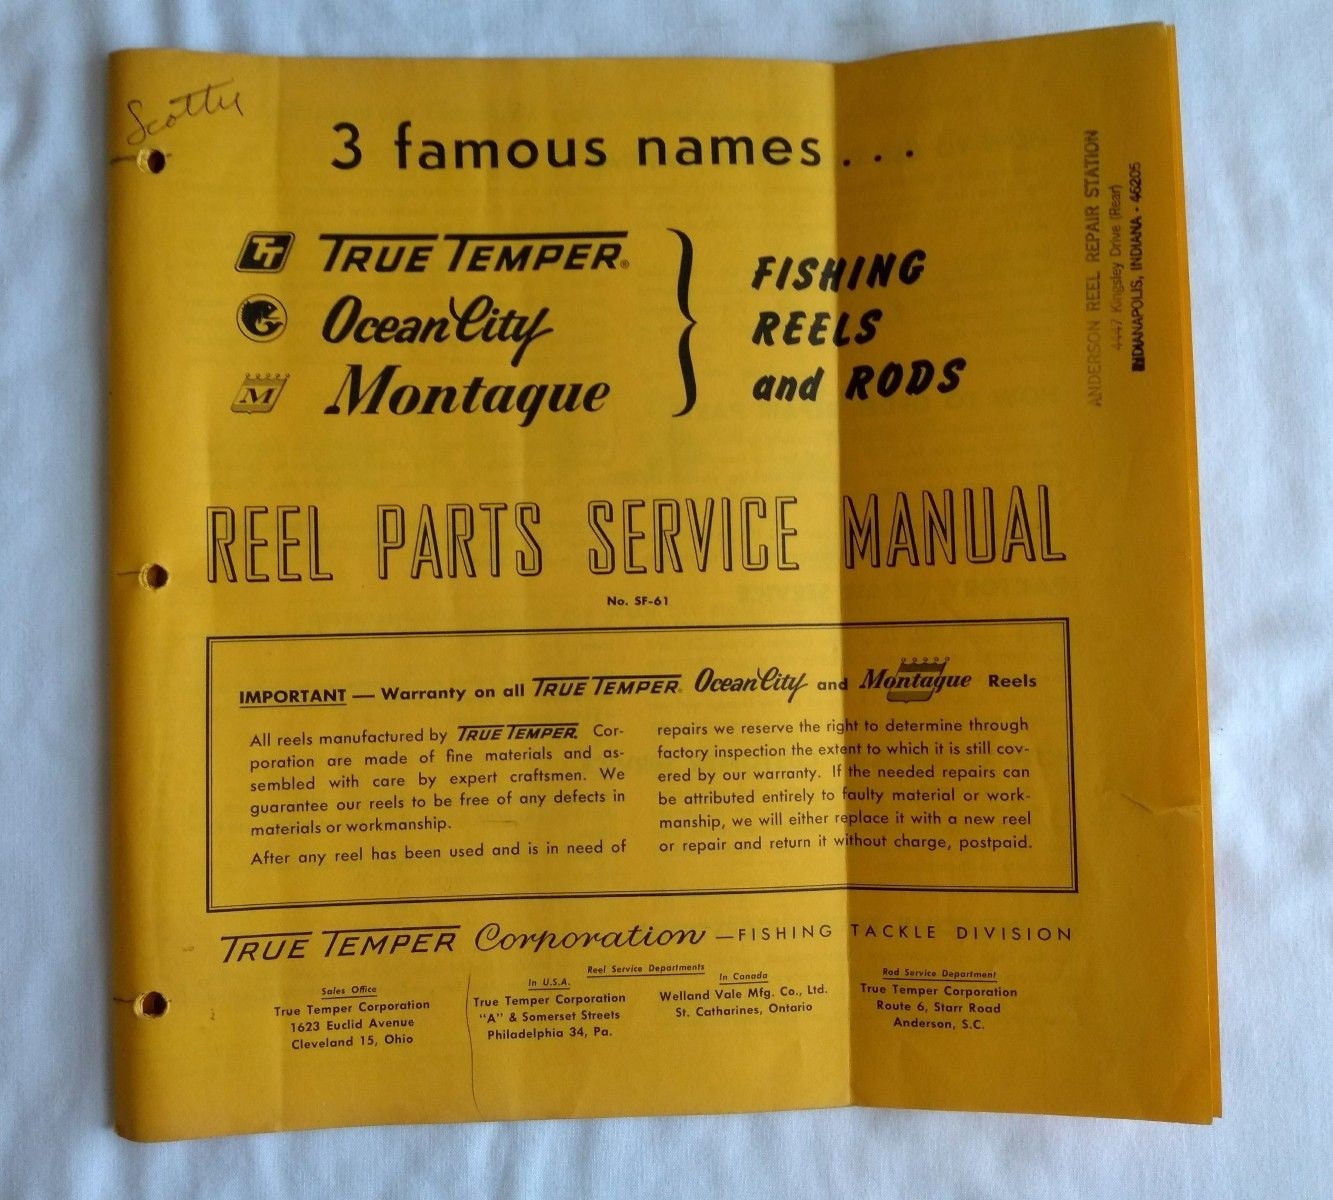 Scotty
3 famous names . . .
TT TRUE TEMPER®
Ocean City
M Montague
FISHING
REELS
and RODS
ANDERSON REEL REPAIR STATION
4447 Kingsley Drive (Rear)
INDIANAPOLIS, INDIANA - 46205
REEL PARTS SERVICE MANUAL
No. SF-61
IMPORTANT — Warranty on all TRUE TEMPER® Ocean City and Montague Reels
All reels manufactured by TRUE TEMPER® Cor-
poration are made of fine materials and as-
sembled with care by expert craftsmen. We
guarantee our reels to be free of any defects in
materials or workmanship.
After any reel has been used and is in need of
repairs we reserve the right to determine through
factory inspection the extent to which it is still cov-
ered by our warranty. If the needed repairs can
be attributed entirely to faulty material or work-
manship, we will either replace it with a new reel
or repair and return it without charge, postpaid.
TRUE TEMPER Corporation —FISHING TACKLE DIVISION
Sales Office
True Temper Corporation
1623 Euclid Avenue
Cleveland 15, Ohio
Reel Service Departments
In U.S.A.
True Temper Corporation
"A" & Somerset Streets
Philadelphia 34, Pa.
In Canada
Welland Vale Mfg. Co., Ltd.
St. Catharines, Ontario
Rod Service Department
True Temper Corporation
Route 6, Starr Road
Anderson, S.C.